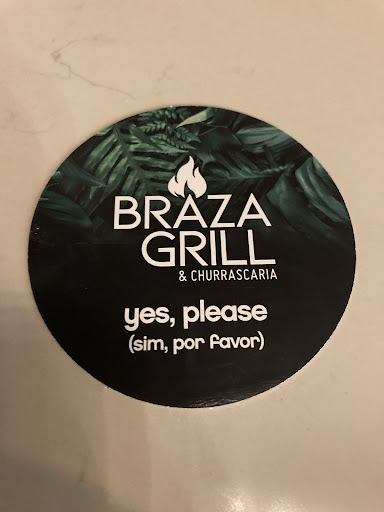 BRAZA
GRILL
& CHURRASCARIA
yes, please
(sim, por favor)